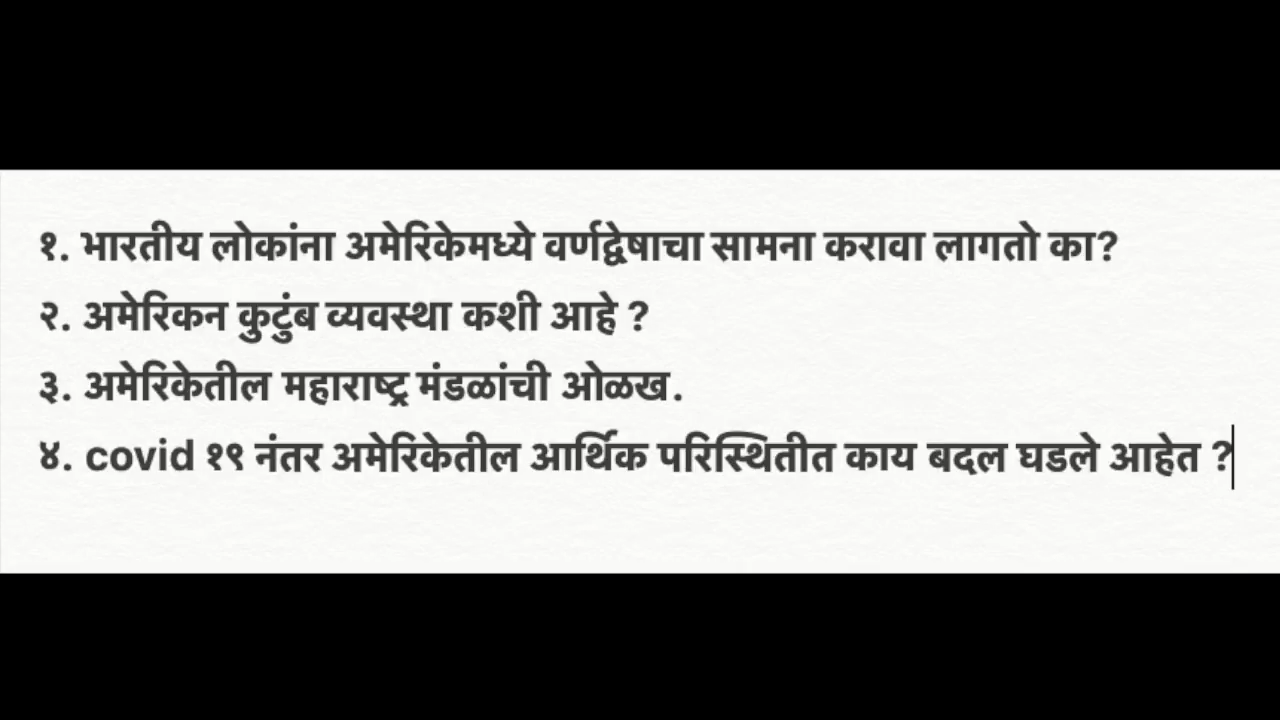 १. भारतीय लोकांना अमेरिकेमध्ये वर्णद्वेषाचा सामना करावा लागतो का?
२. अमेरिकन कुटुंब व्यवस्था कशी आहे ?
३. अमेरिकेतील महाराष्ट्र मंडळांची ओळख.
४. covid १९ नंतर अमेरिकेतील आर्थिक परिस्थितीत काय बदल घडले आहेत ?